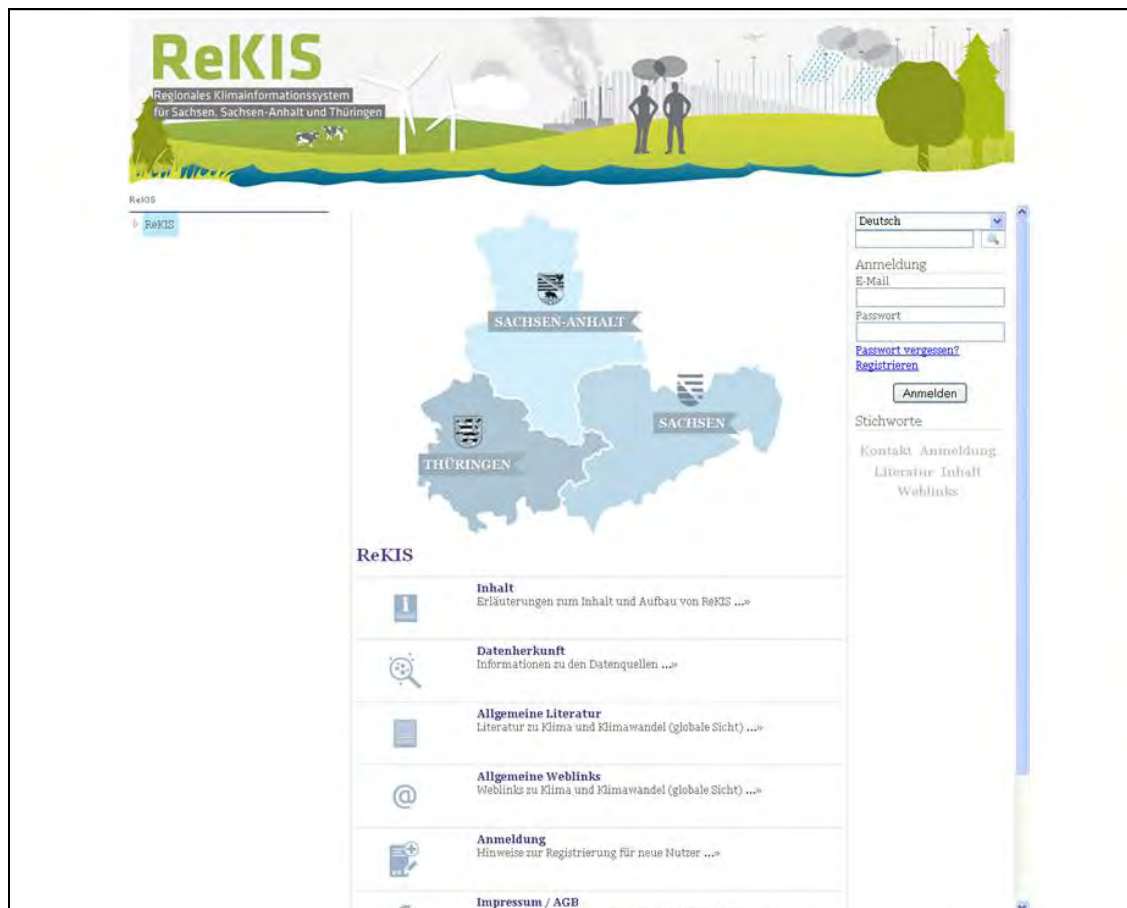 ReKIS
Regionales Klimainformationssystem
für Sachsen, Sachsen-Anhalt und Thüringen
ReKIS
ReKIS
SACHSEN-ANHALT
SACHSEN
THÜRINGEN
ReKIS
Inhalt
Erläuterungen zum Inhalt und Aufbau von ReKIS ...»
Datenherkunft
Informationen zu den Datenquellen ...»
Allgemeine Literatur
Literatur zu Klima und Klimawandel (globale Sicht) ...»
Allgemeine Weblinks
Weblinks zu Klima und Klimawandel (globale Sicht) ...»
Anmeldung
Hinweise zur Registrierung für neue Nutzer ...»
Impressum / AGB
Deutsch
Anmeldung
E-Mail
Passwort
Passwort vergessen?
Registrieren
Anmelden
Stichworte
Kontakt Anmeldung
Literatur Inhalt
Weblinks